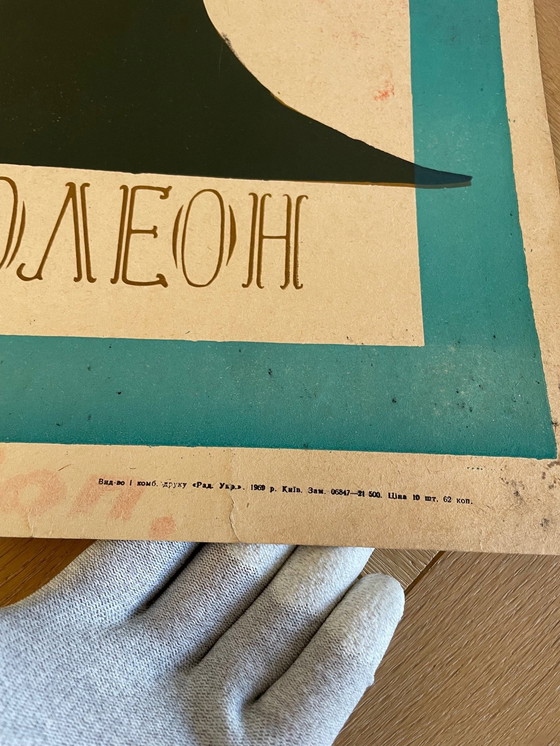 ОЛЕОН
Вид-во і комб. друку «Рад. Укр.». 1969 р. Київ. Зам. 06847—21 500. Ціна 10 шт. 62 коп.